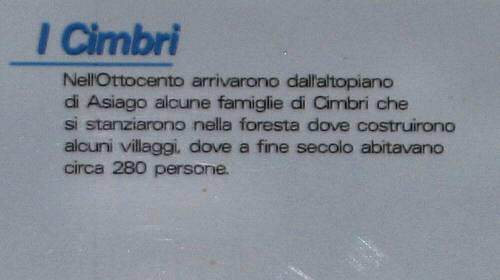 I Cimbri
Nell'Ottocento arrivarono dall'altopiano
di Asiago alcune famiglie di Cimbri che
si stanziarono nella foresta dove costruirono
alcuni villaggi, dove a fine secolo abitavano
circa 280 persone.